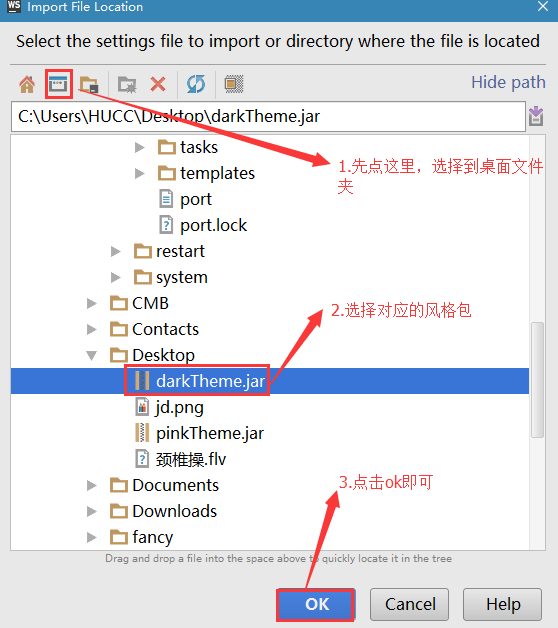 WS Import File Location
Select the settings file to import or directory where the file is located
Hide path
C:\Users\HUCC\Desktop\darkTheme.jar
tasks
1.先点这里，选择到桌面文件
夹
templates
port
port.lock
restart
system
CMB
2.选择对应的风格包
Contacts
Desktop
darkTheme.jar
jd.png
pinkTheme.jar
颈椎操.flv
Documents
3.点击ok即可
Downloads
fancy
Drag and drop a file into the space above to quickly locate it in the tree
OK
Cancel
Help